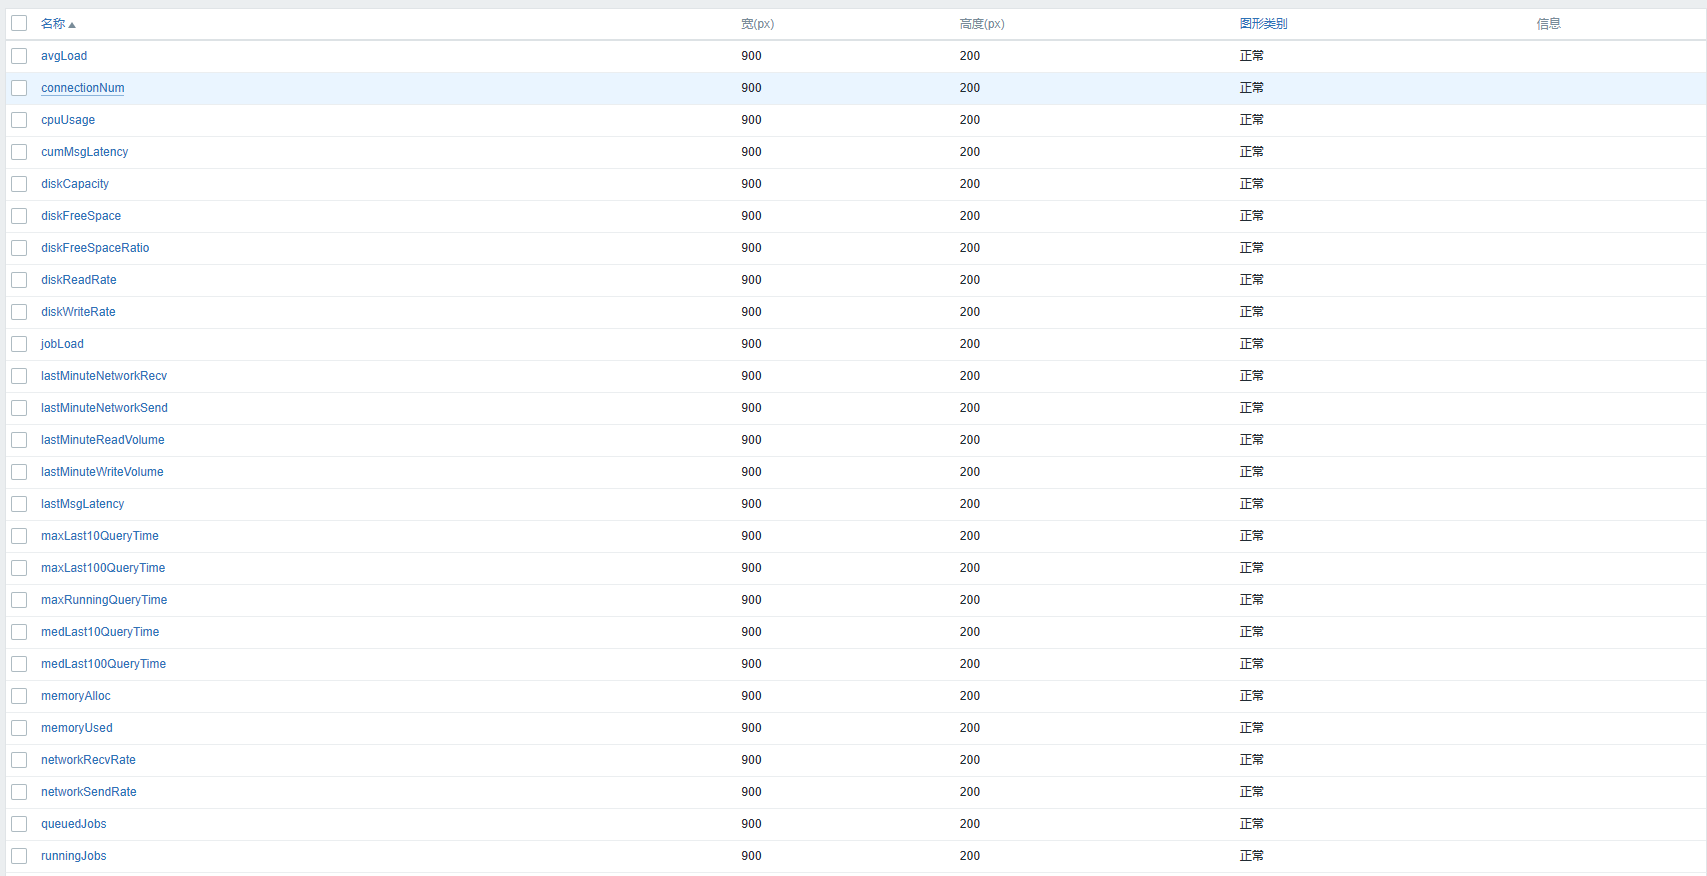 名称 宽(px) 高度(px) 图形类别 信息
avgLoad 900 200 正常
connectionNum 900 200 正常
cpuUsage 900 200 正常
cumMsgLatency 900 200 正常
diskCapacity 900 200 正常
diskFreeSpace 900 200 正常
diskFreeSpaceRatio 900 200 正常
diskReadRate 900 200 正常
diskWriteRate 900 200 正常
jobLoad 900 200 正常
lastMinuteNetworkRecv 900 200 正常
lastMinuteNetworkSend 900 200 正常
lastMinuteReadVolume 900 200 正常
lastMinuteWriteVolume 900 200 正常
lastMsgLatency 900 200 正常
maxLast10QueryTime 900 200 正常
maxLast100QueryTime 900 200 正常
maxRunningQueryTime 900 200 正常
medLast10QueryTime 900 200 正常
medLast100QueryTime 900 200 正常
memoryAlloc 900 200 正常
memoryUsed 900 200 正常
networkRecvRate 900 200 正常
networkSendRate 900 200 正常
queuedJobs 900 200 正常
runningJobs 900 200 正常